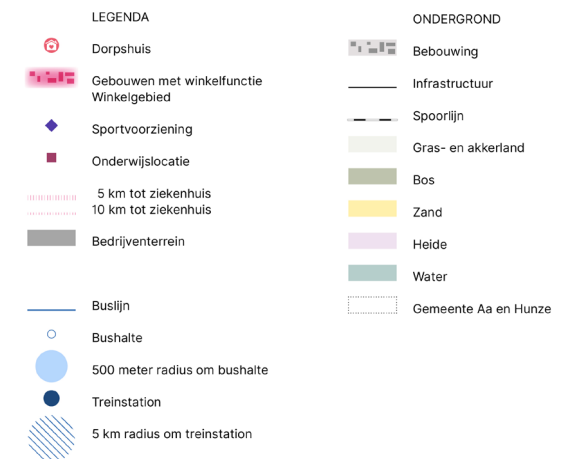 LEGENDA
Dorpshuis
Gebouwen met winkelfunctie
Winkelgebied
Sportvoorziening
Onderwijslocatie
5 km tot ziekenhuis
10 km tot ziekenhuis
Bedrijventerrein
Buslijn
Bushalte
500 meter radius om bushalte
Treinstation
5 km radius om treinstation
ONDERGROND
Bebouwing
Infrastructuur
Spoorlijn
Gras- en akkerland
Bos
Zand
Heide
Water
Gemeente Aa en Hunze